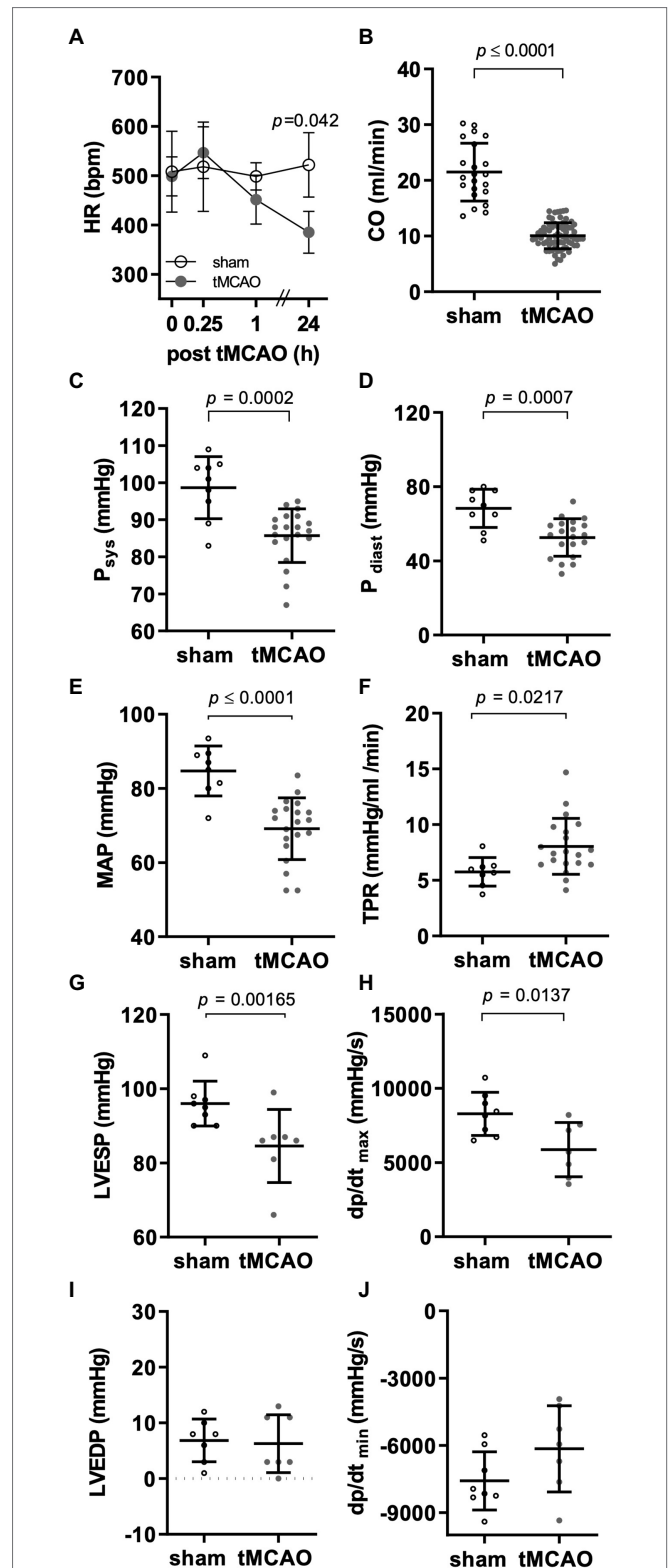 A
HR (bpm)
700
600
500
400
300
p=0.042
sham
tMCAO
0 0.25 1 24
post tMCAO (h)
B
CO (ml/min)
40
30
20
10
0
p ≤ 0.0001
sham tMCAO
C
Psys (mmHg)
120
110
100
90
80
70
60
p = 0.0002
sham tMCAO
D
P diast (mmHg)
120
80
40
0
p = 0.0007
sham tMCAO
E
MAP (mmHg)
100
80
60
40
p ≤ 0.0001
sham tMCAO
F
TPR (mmHg/ml /min)
20
15
10
5
0
p = 0.0217
sham tMCAO
G
LVESP (mmHg)
120
100
80
60
p = 0.00165
sham tMCAO
H
dp/dt max (mmHg/s)
15000
10000
5000
0
p = 0.0137
sham tMCAO
I
LVEDP (mmHg)
30
20
10
0
-10
sham tMCAO
J
dp/dt min (mmHg/s)
0
-3000
-6000
-9000
sham tMCAO